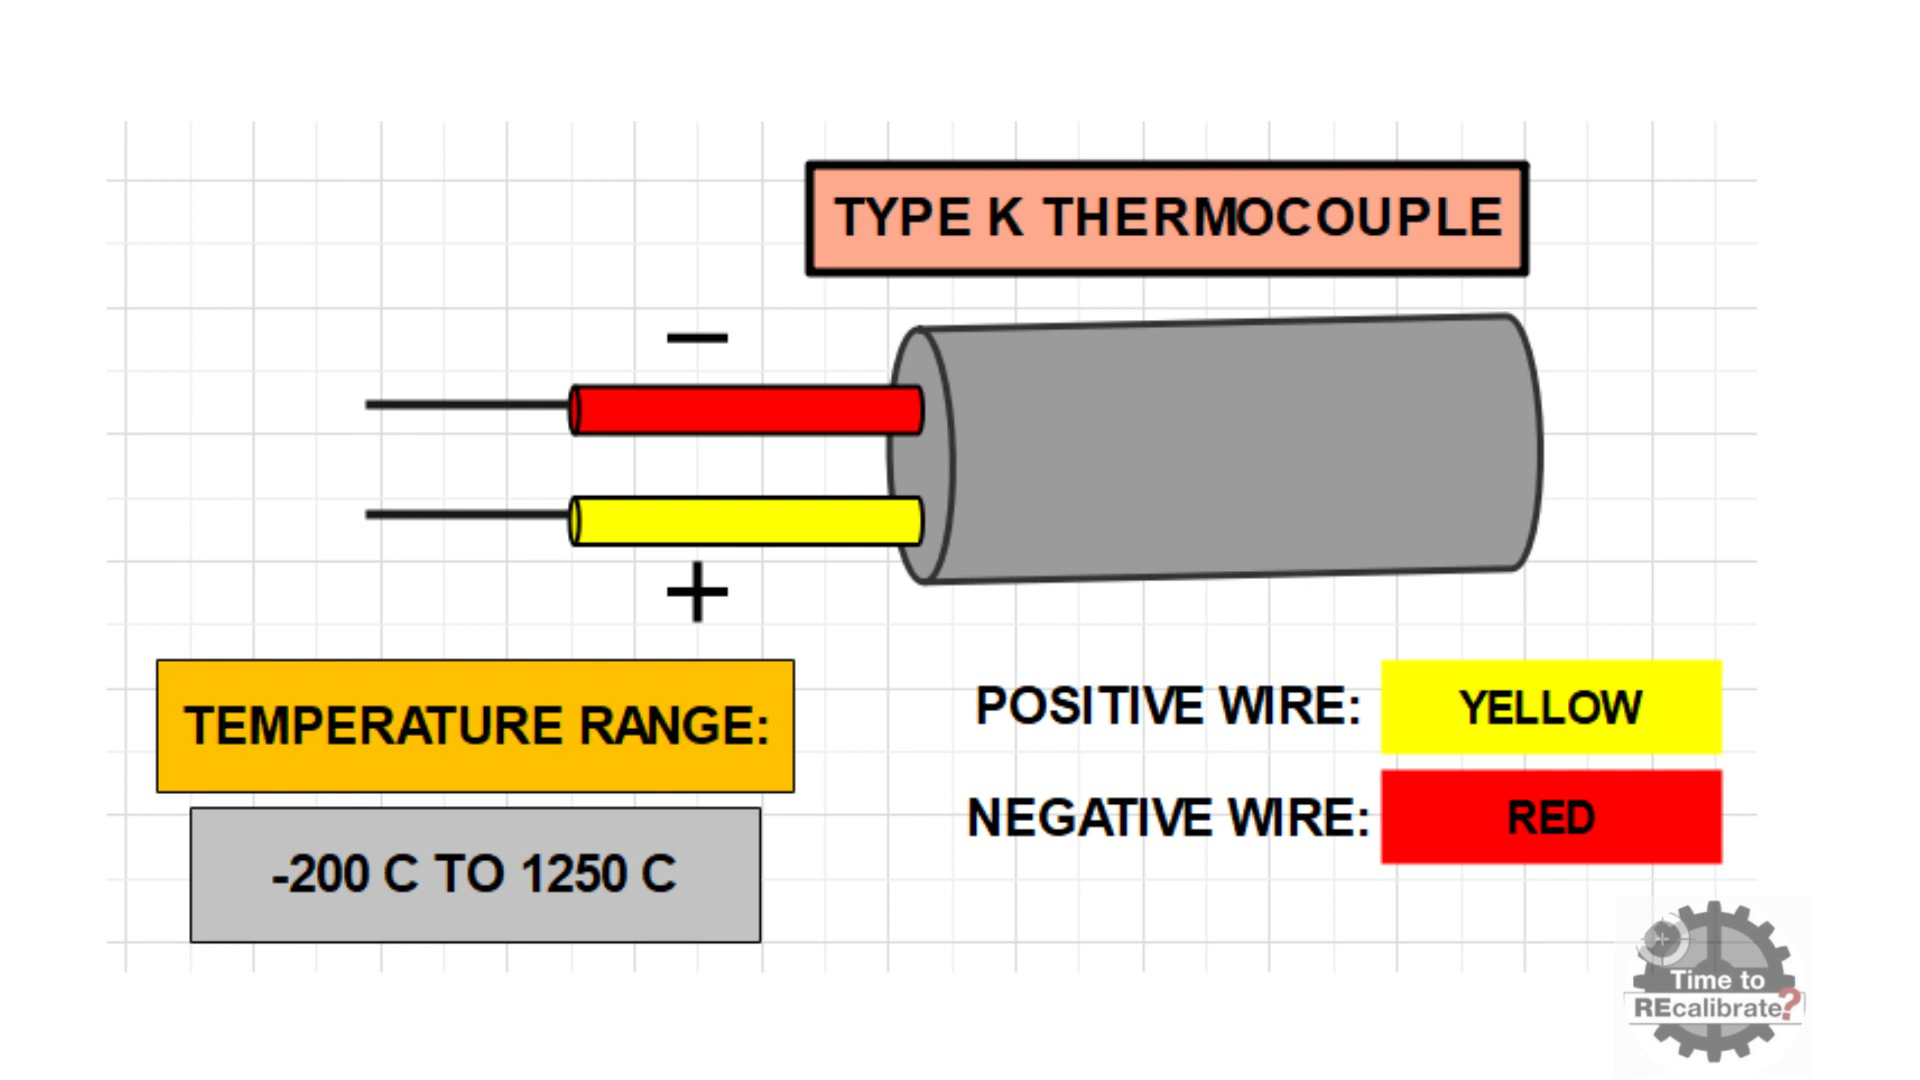 TYPE K THERMOCOUPLE
−
+
TEMPERATURE RANGE:
-200 C TO 1250 C
POSITIVE WIRE: YELLOW
NEGATIVE WIRE: RED
Time to
REcalibrate?